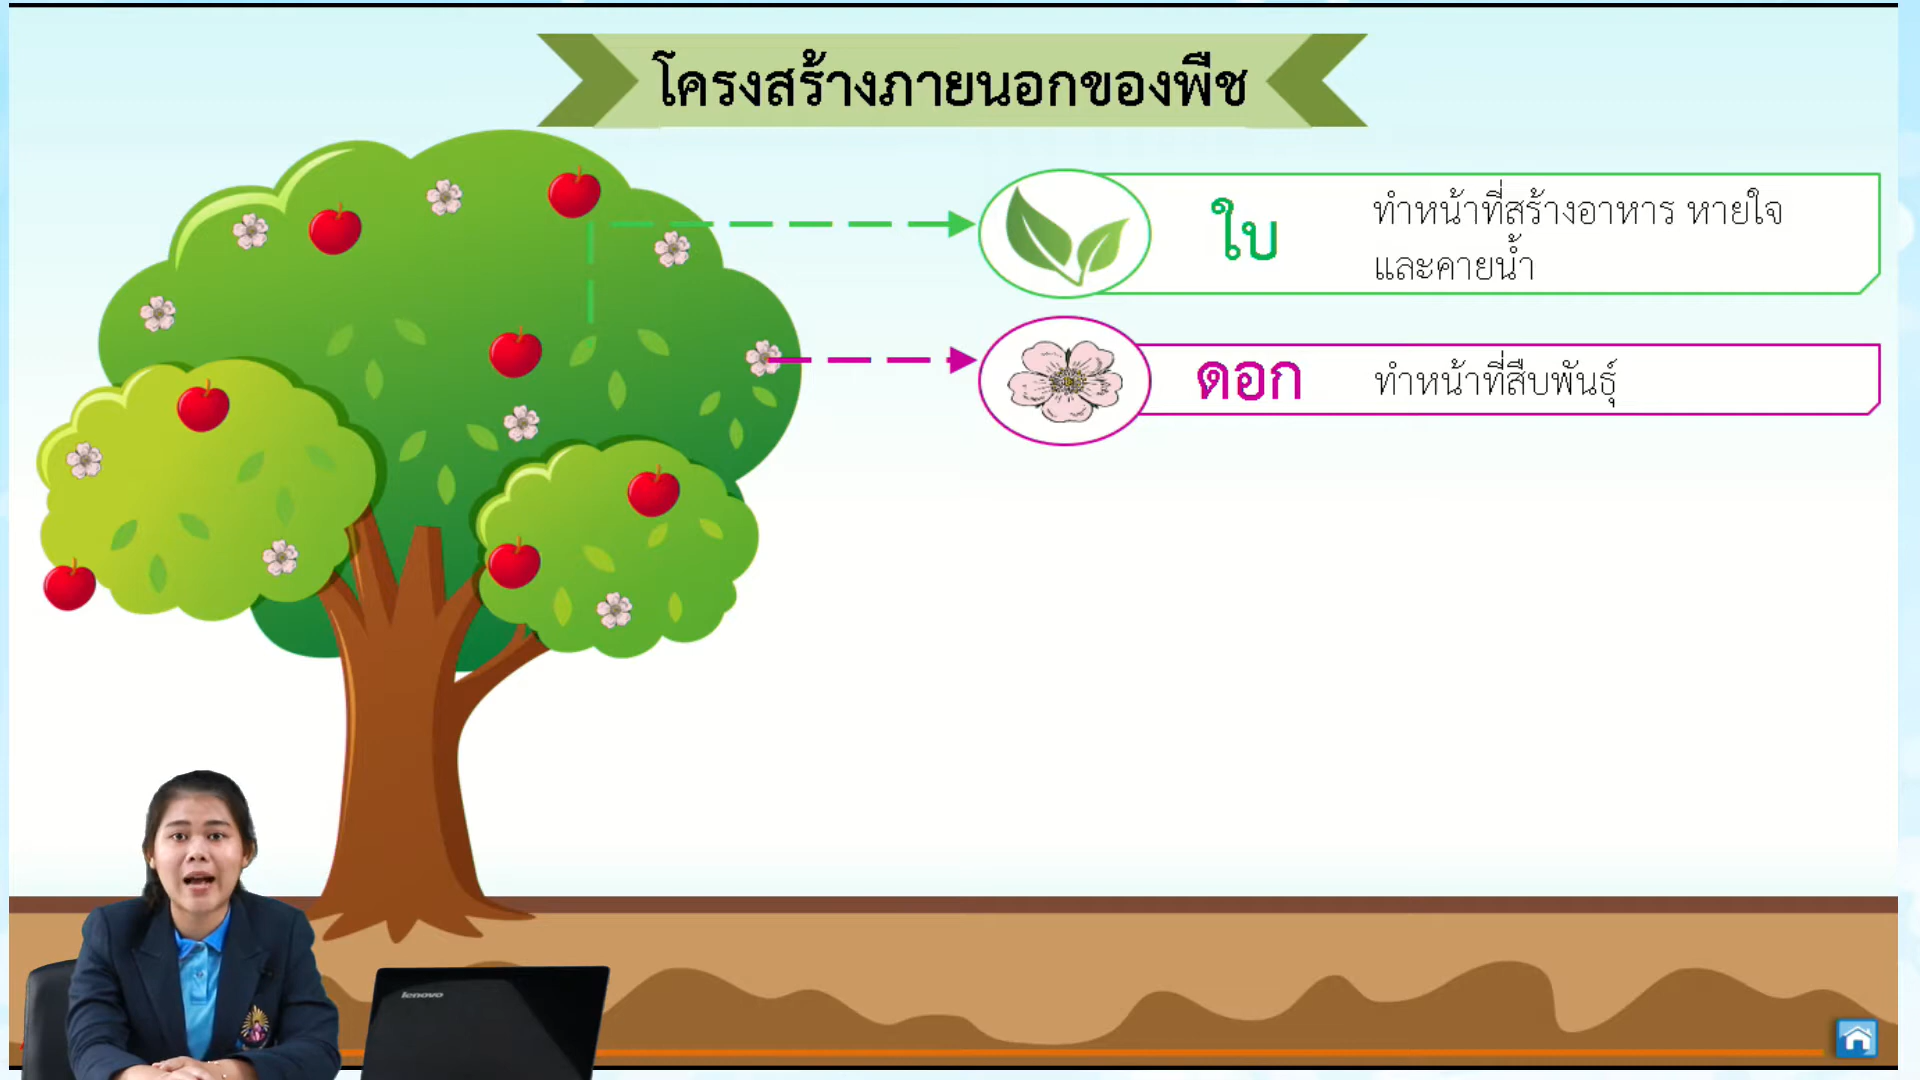 โครงสร้างภายนอกของพืช
ใบ
ทำหน้าที่สร้างอาหาร หายใจ
และคายน้ำ
ดอก
ทำหน้าที่สืบพันธุ์
lenovo